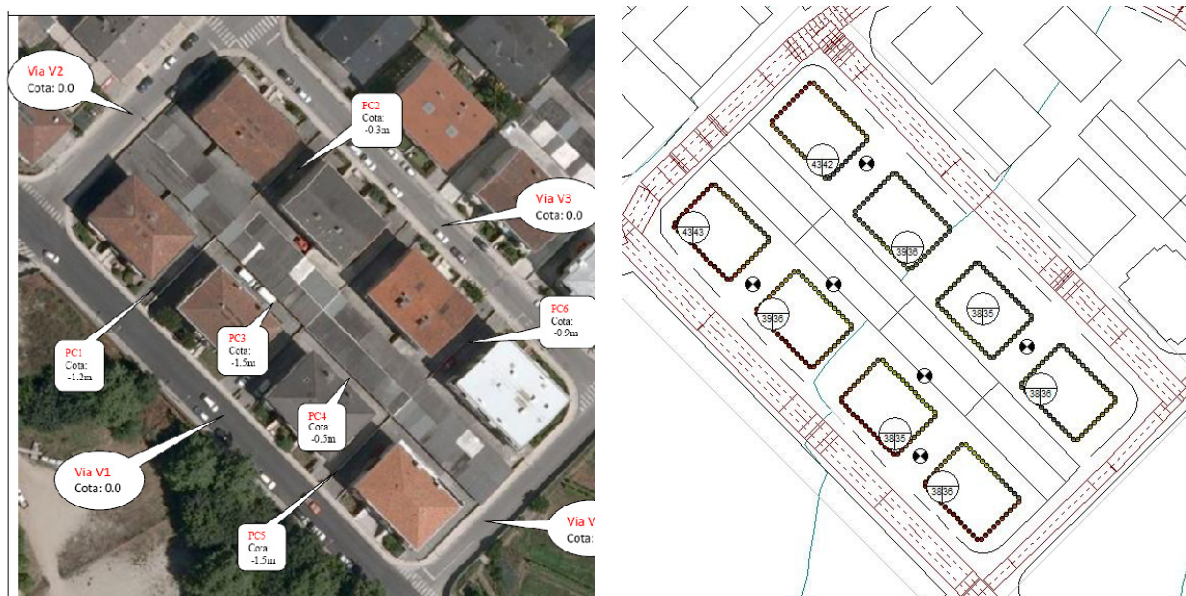 Via V2
Cota: 0.0
PC2
Cota:
-0.3m
Via V3
Cota: 0.0
PC6
Cota:
-0.9m
PC1
Cota:
-1.2m
PC3
Cota:
-1.5m
PC4
Cota:
-0.5m
Via V1
Cota: 0.0
PC5
Cota
-1.5m
Via V
Cota:
43 42
43 43
39 36
39 36
38 35
38 36
38 35
38 36